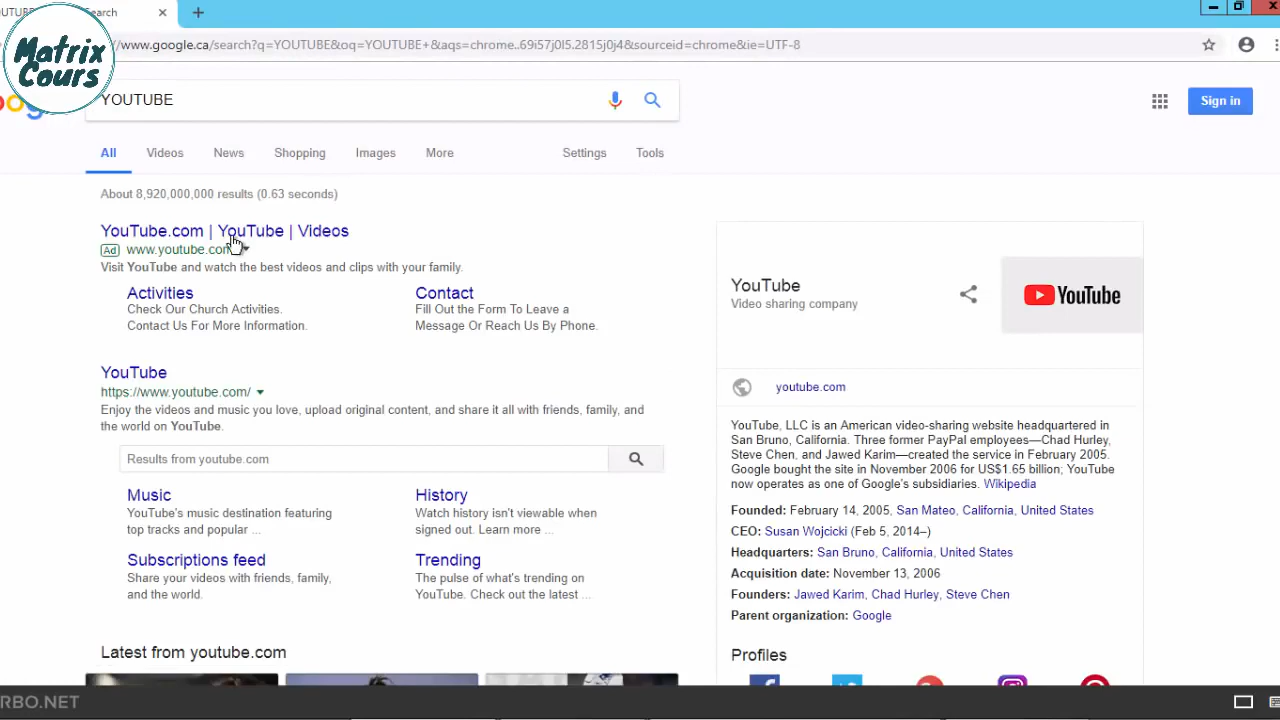 Search
Matrix
Cours
www.google.ca/search?q=YOUTUBE&oq=YOUTUBE+&aqs=chrome..69i57j0l5.2815j0j4&sourceid=chrome&ie=UTF-8
YOUTUBE
Sign in
All Videos News Shopping Images More Settings Tools
About 8,920,000,000 results (0.63 seconds)
YouTube.com | YouTube | Videos
Ad www.youtube.com
Visit YouTube and watch the best videos and clips with your family.
Activities
Check Our Church Activities.
Contact Us For More Information.
Contact
Fill Out the Form To Leave a
Message Or Reach Us By Phone.
YouTube
https://www.youtube.com/
Enjoy the videos and music you love, upload original content, and share it all with friends, family, and
the world on YouTube.
Results from youtube.com
Music
YouTube's music destination featuring
top tracks and popular ...
History
Watch history isn't viewable when
signed out. Learn more ...
Subscriptions feed
Share your videos with friends, family,
and the world.
Trending
The pulse of what's trending on
YouTube. Check out the latest ...
Latest from youtube.com
YouTube
Video sharing company
YouTube
youtube.com
YouTube, LLC is an American video-sharing website headquartered in
San Bruno, California. Three former PayPal employees—Chad Hurley,
Steve Chen, and Jawed Karim—created the service in February 2005.
Google bought the site in November 2006 for US$1.65 billion; YouTube
now operates as one of Google's subsidiaries. Wikipedia
Founded: February 14, 2005, San Mateo, California, United States
CEO: Susan Wojcicki (Feb 5, 2014–)
Headquarters: San Bruno, California, United States
Acquisition date: November 13, 2006
Founders: Jawed Karim, Chad Hurley, Steve Chen
Parent organization: Google
Profiles
RBO.NET